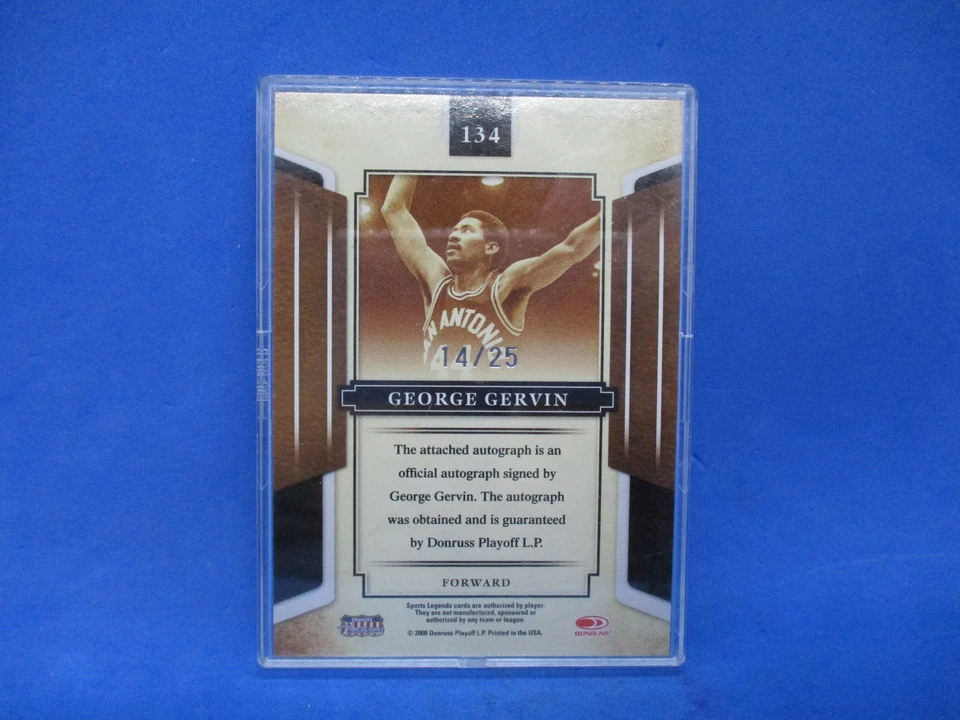 134
AN ANTONI
14/25
GEORGE GERVIN
The attached autograph is an
official autograph signed by
George Gervin. The autograph
was obtained and is guaranteed
by Donruss Playoff L.P.
FORWARD
Sports Legends cards are authorized by player.
They are not manufactured, sponsored or
authorized by any team or league.
© 2008 Donruss Playoff L.P. Printed in the USA.
DONRUSS